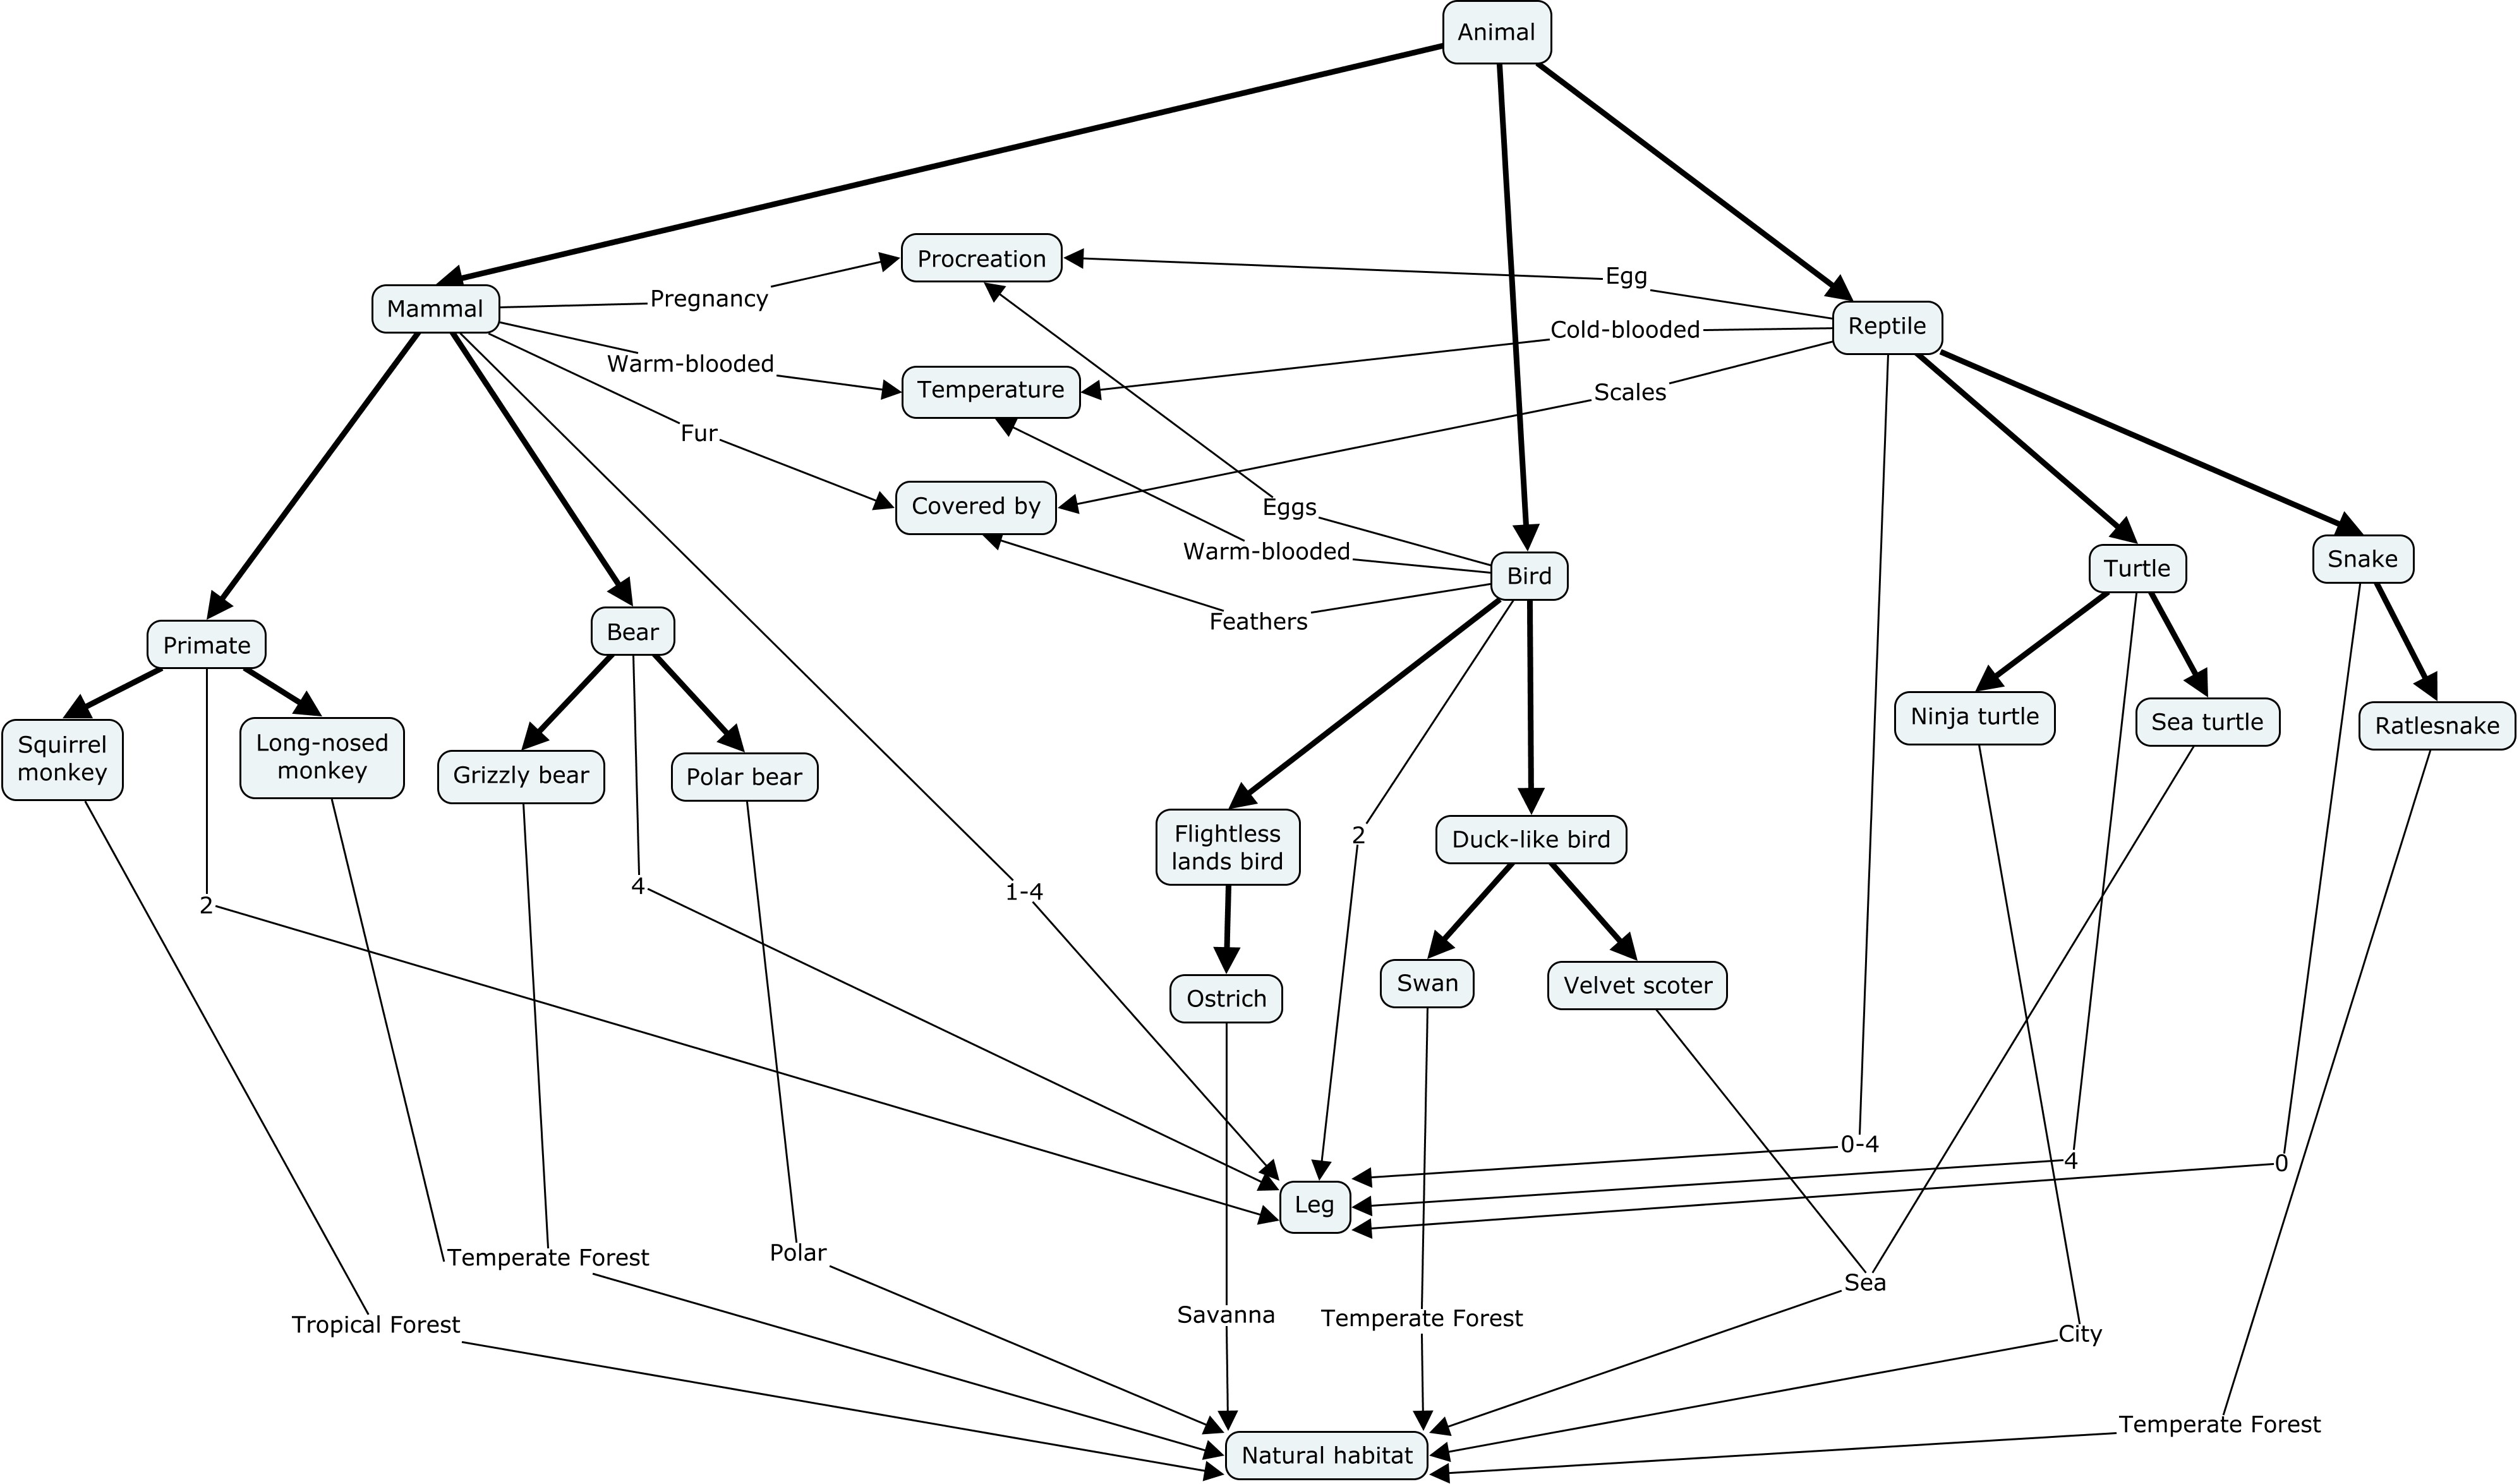 Animal
Procreation
Egg
Pregnancy
Mammal
Reptile
Cold-blooded
Warm-blooded
Temperature
Scales
Fur
Covered by
Eggs
Warm-blooded
Bird
Turtle
Snake
Feathers
Primate
Bear
Squirrel
monkey
Long-nosed
monkey
Grizzly bear
Polar bear
Ninja turtle
Sea turtle
Ratlesnake
Flightless
lands bird
2
Duck-like bird
2
4
1-4
Ostrich
Swan
Velvet scoter
0-4
4
0
Leg
Temperate Forest
Polar
Sea
Tropical Forest
Savanna
Temperate Forest
City
Temperate Forest
Natural habitat